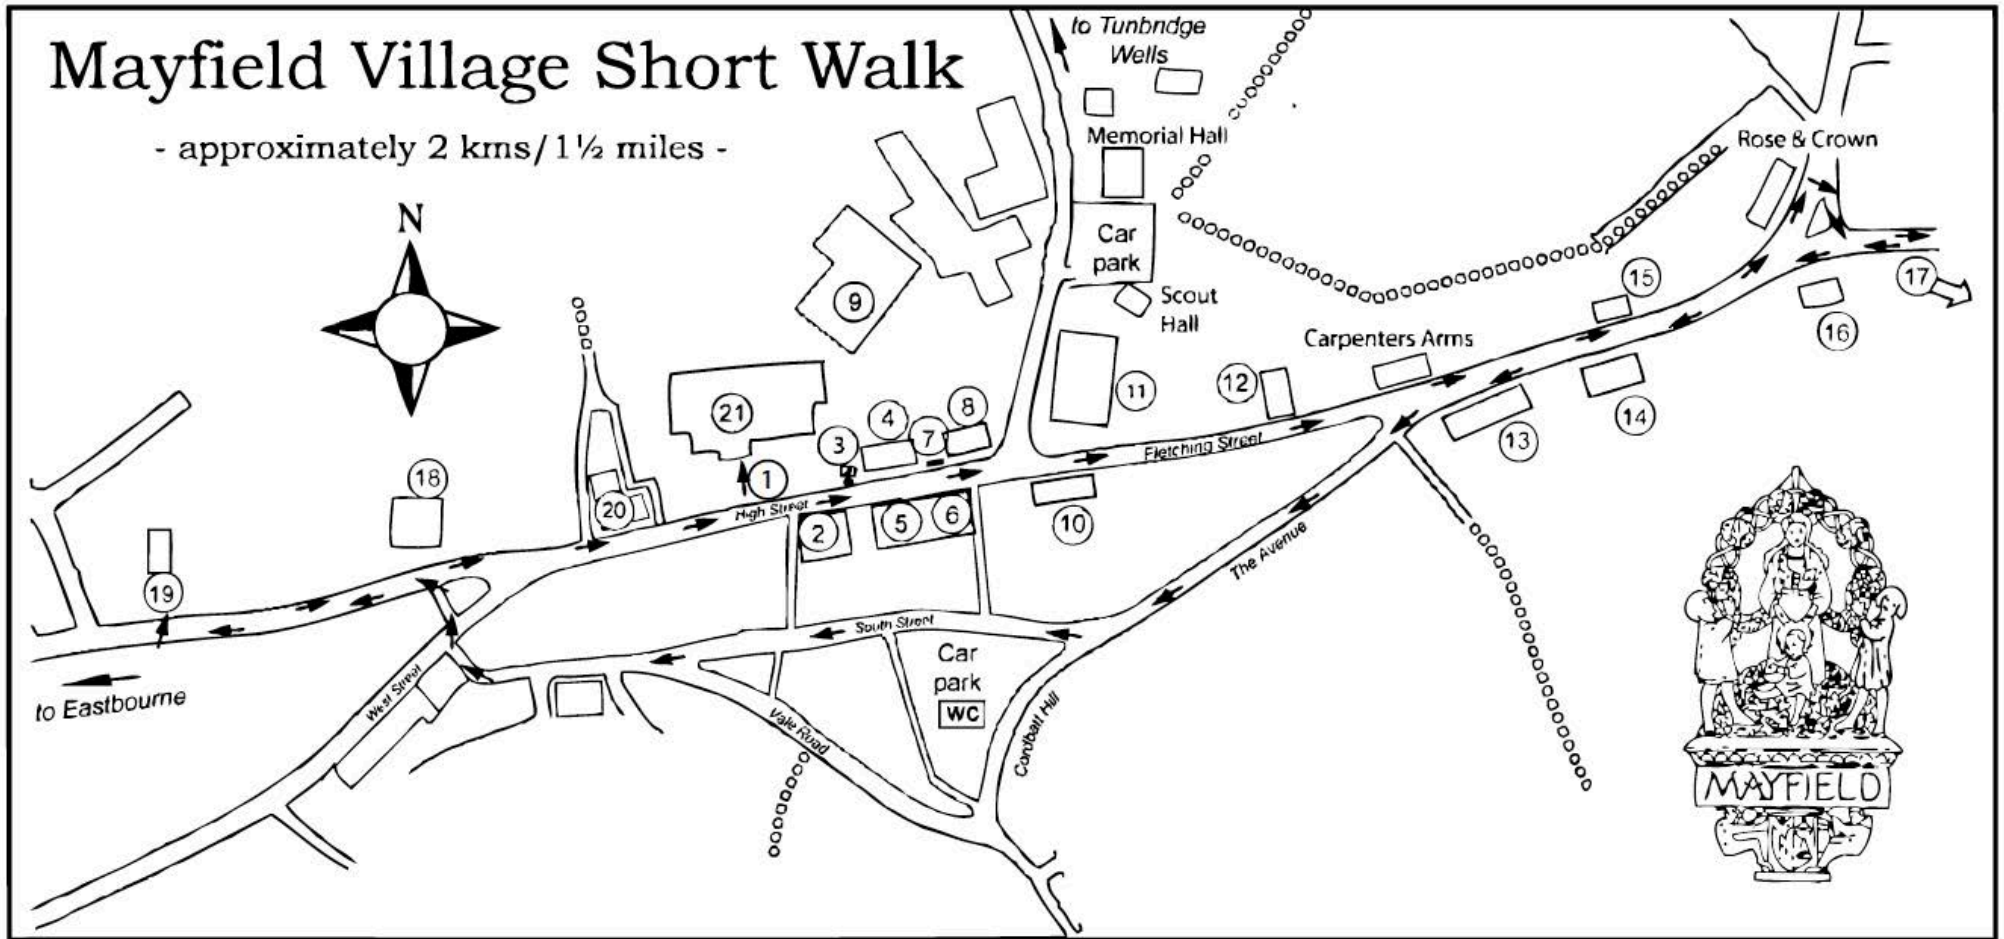 Mayfield Village Short Walk
- approximately 2 kms/1½ miles -
N
to Tunbridge
Wells
Memorial Hall
Car
park
Scout
Hall
Rose & Crown
Carpenters Arms
15
17
16
9
12
11
14
13
21
3
4
7
8
1
18
20
High Street
2
5
6
10
Fletching Street
19
The Avenue
South Street
Car
park
WC
West Street
to Eastbourne
Vale Road
Cordball Hill
MAYFIELD